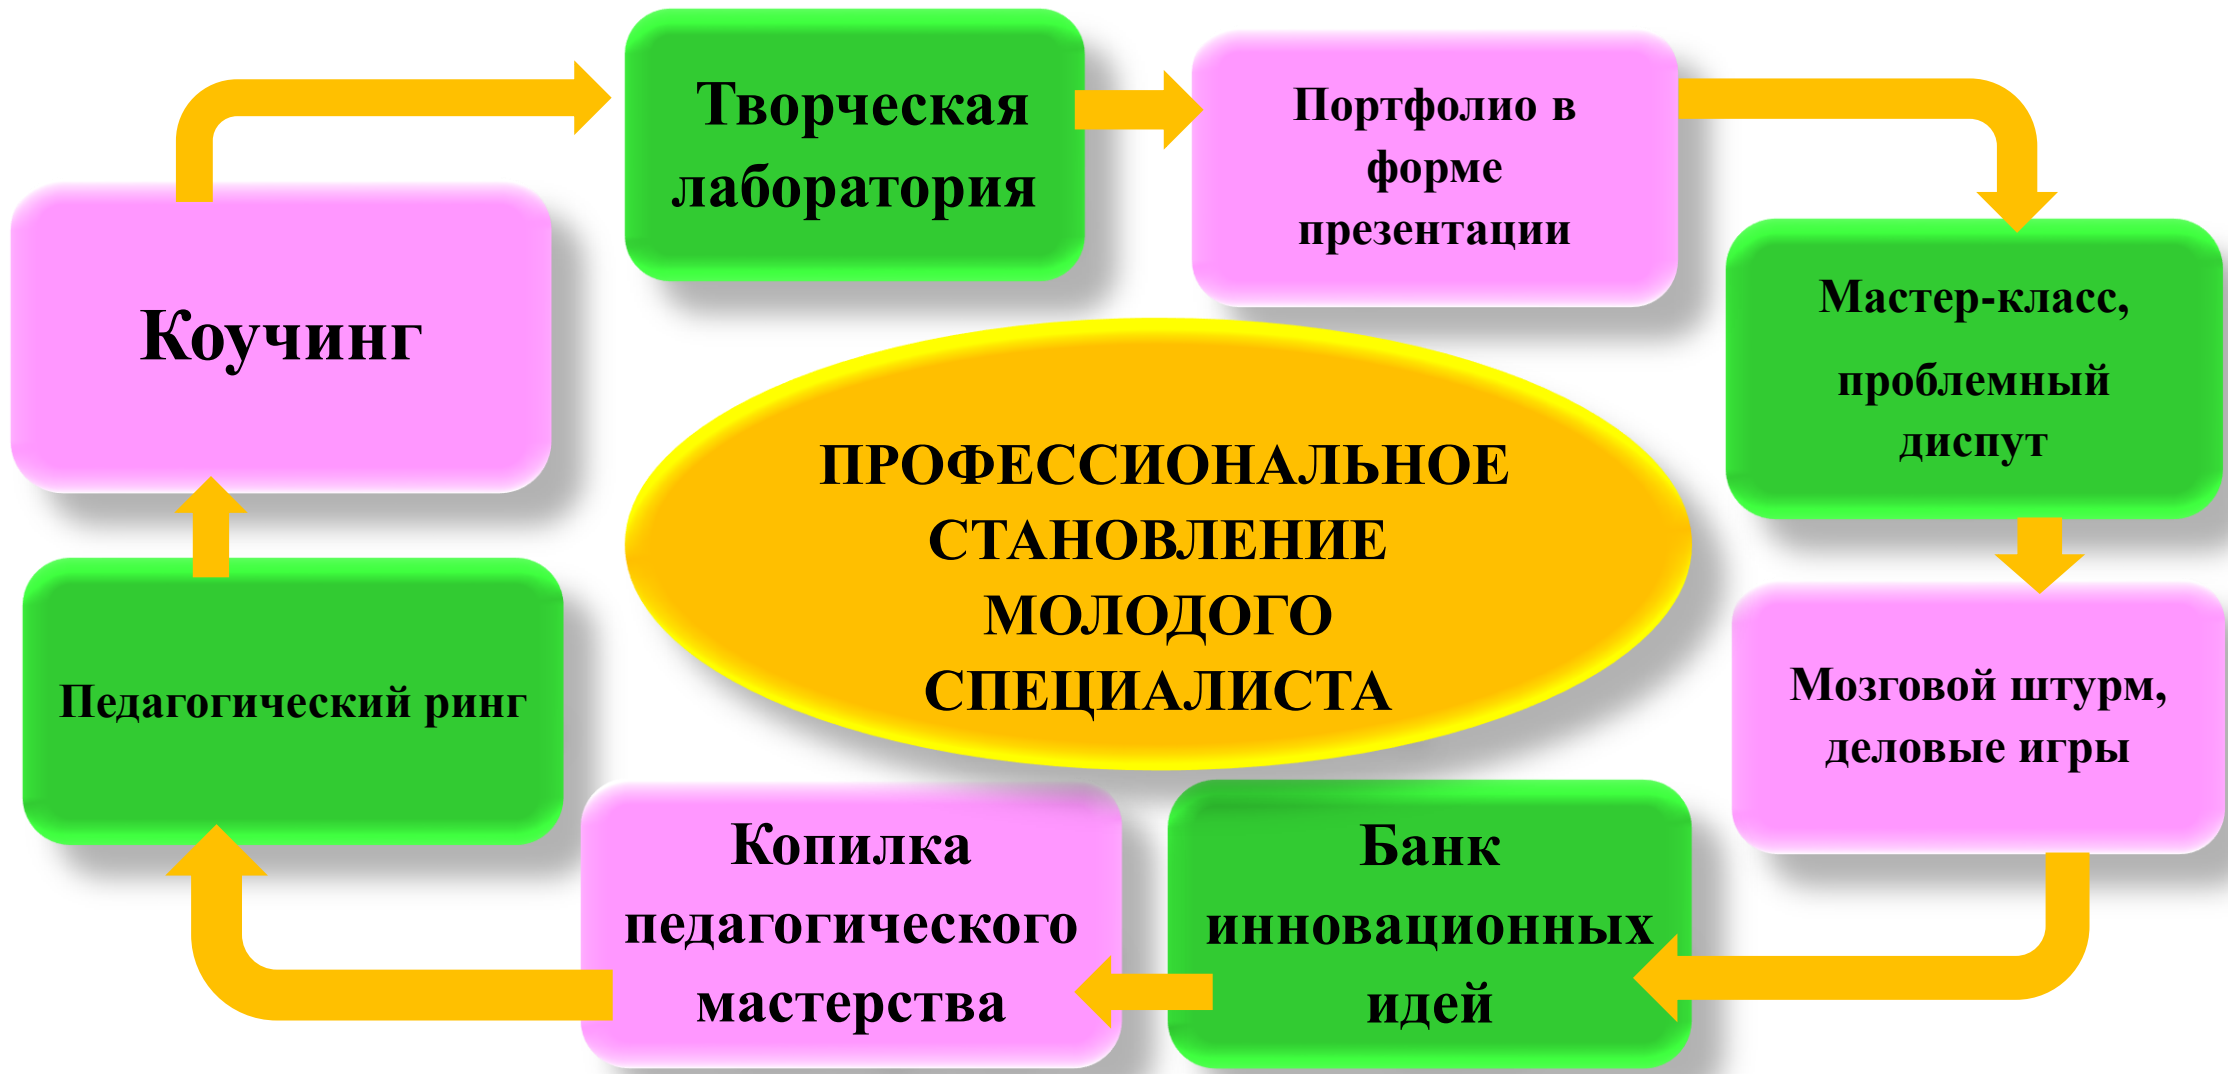 Творческая
лаборатория
Портфолио в
форме
презентации
Мастер-класс,
проблемный
диспут
Мозговой штурм,
деловые игры
Банк
инновационных
идей
Копилка
педагогического
мастерства
Педагогический ринг
Коучинг
ПРОФЕССИОНАЛЬНОЕ
СТАНОВЛЕНИЕ
МОЛОДОГО
СПЕЦИАЛИСТА